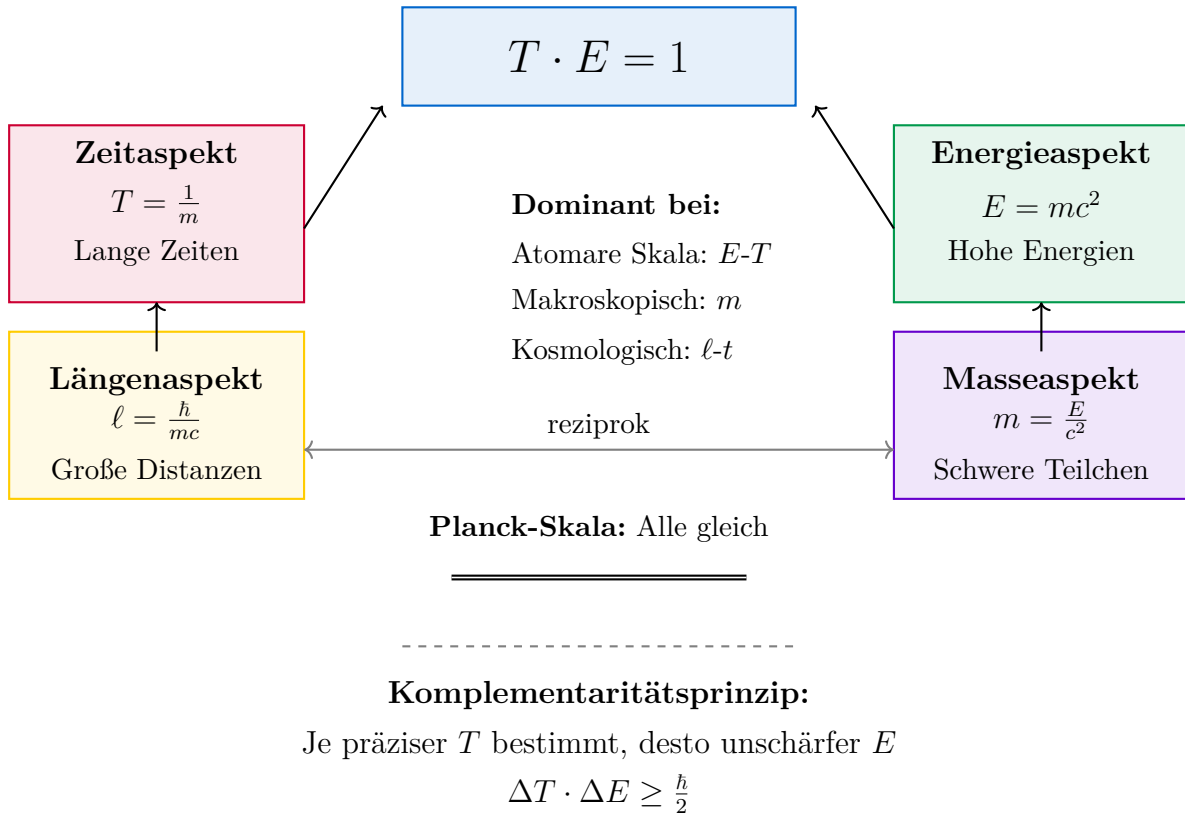 T · E = 1
Zeitaspekt
T = 1/m
Lange Zeiten
Energieaspekt
E = mc²
Hohe Energien
Dominant bei:
Atomare Skala: E-T
Makroskopisch: m
Kosmologisch: ℓ-t
Längenaspekt
ℓ = ℏ/mc
Große Distanzen
reziprok
Masseaspekt
m = E/c²
Schwere Teilchen
Planck-Skala: Alle gleich
Komplementaritätsprinzip:
Je präziser T bestimmt, desto unschärfer E
ΔT · ΔE ≥ ℏ/2